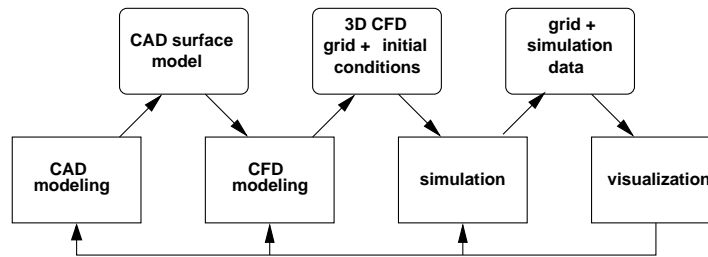 CAD surface
model
3D CFD
grid + initial
conditions
grid +
simulation
data
CAD
modeling
CFD
modeling
simulation
visualization